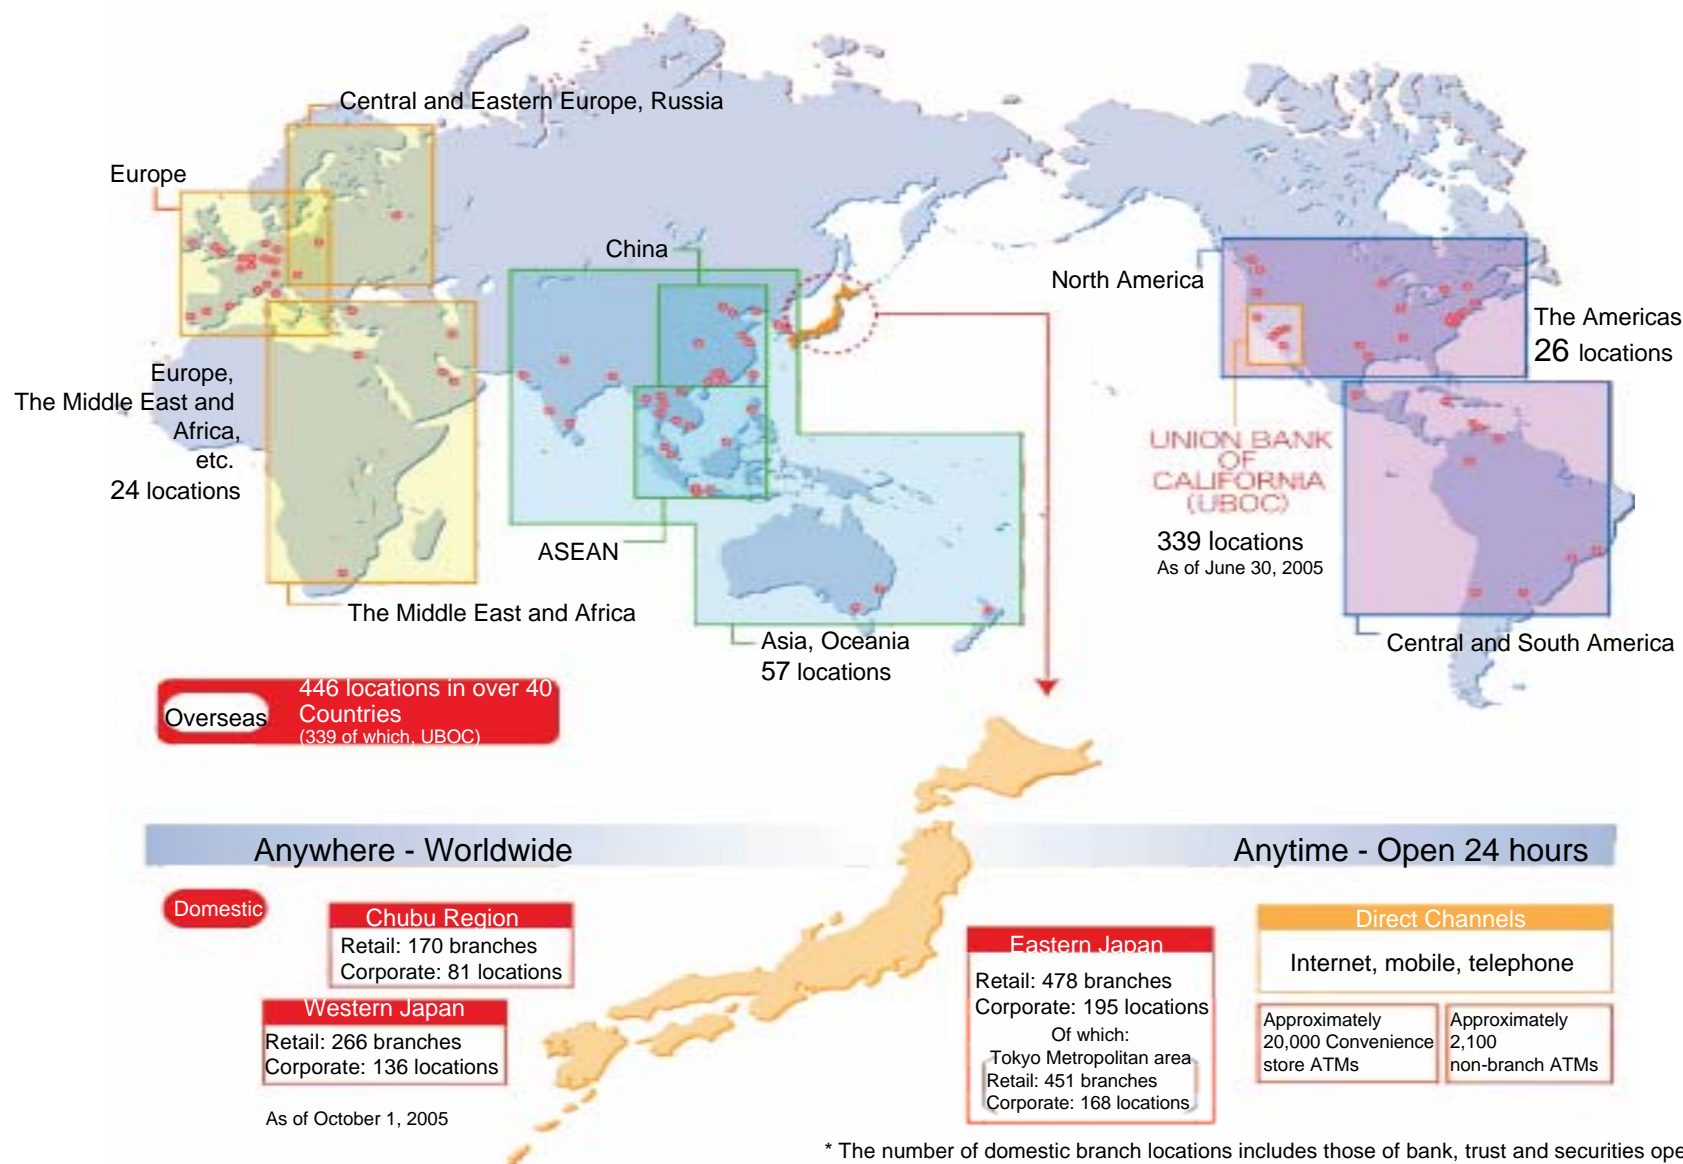 Central and Eastern Europe, Russia
Europe
China
North America
The Americas
26 locations
Europe,
The Middle East and
Africa,
etc.
24 locations
UNION BANK
OF
CALIFORNIA
(UBOC)
339 locations
As of June 30, 2005
ASEAN
The Middle East and Africa
Asia, Oceania
57 locations
Central and South America
Overseas
446 locations in over 40
Countries
(339 of which, UBOC)
Anywhere - Worldwide
Anytime - Open 24 hours
Domestic
Chubu Region
Retail: 170 branches
Corporate: 81 locations
Western Japan
Retail: 266 branches
Corporate: 136 locations
As of October 1, 2005
Eastern Japan
Retail: 478 branches
Corporate: 195 locations
Of which:
Tokyo Metropolitan area
Retail: 451 branches
Corporate: 168 locations
Direct Channels
Internet, mobile, telephone
Approximately
20,000 Convenience
store ATMs
Approximately
2,100
non-branch ATMs
* The number of domestic branch locations includes those of bank, trust and securities ope